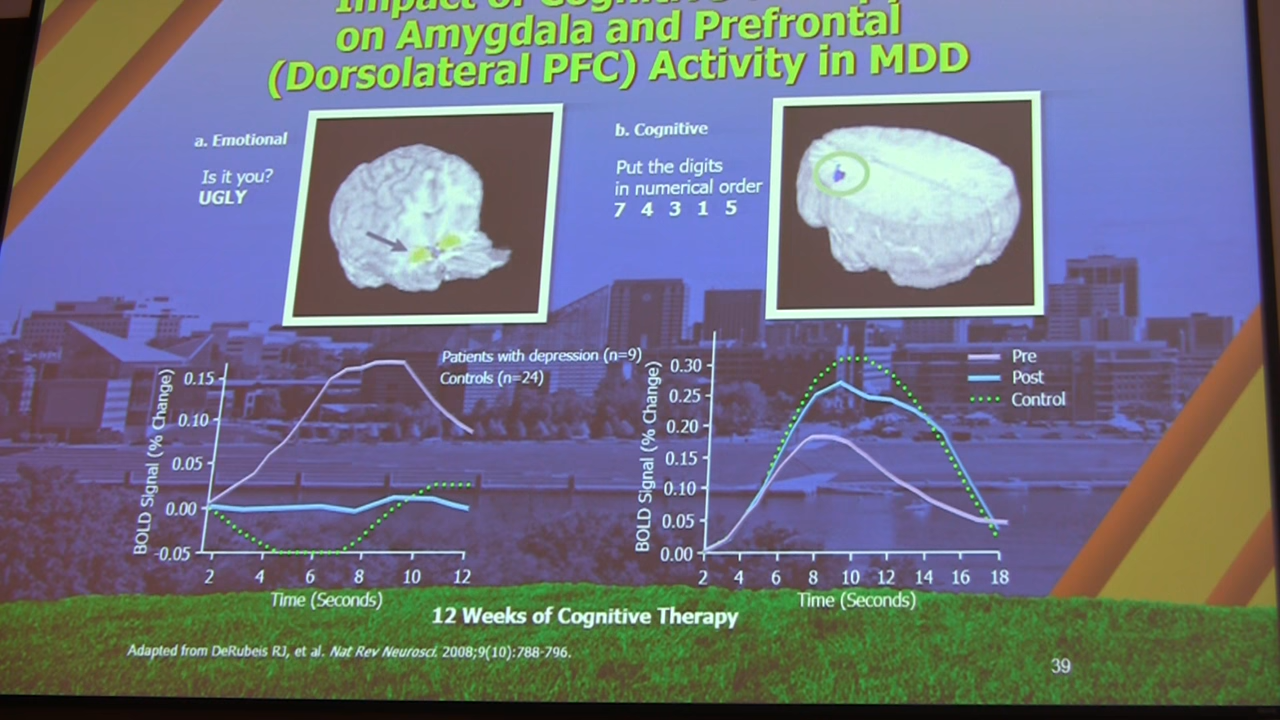 Impact of Cognitive
on Amygdala and Prefrontal
(Dorsolateral PFC) Activity in MDD
a. Emotional
Is it you?
UGLY
b. Cognitive
Put the digits
in numerical order
7 4 3 1 5
Patients with depression (n=9)
Controls (n=24)
BOLD Signal (% Change)
0.15
0.10
0.05
0.00
-0.05
2 4 6 8 10 12
Time (Seconds)
BOLD Signal (% Change)
0.30
0.25
0.20
0.15
0.10
0.05
0.00
2 4 6 8 10 12 14 16 18
Time (Seconds)
Pre
Post
Control
12 Weeks of Cognitive Therapy
Adapted from DeRubeis RJ, et al. Nat Rev Neurosci. 2008;9(10):788-796.
39